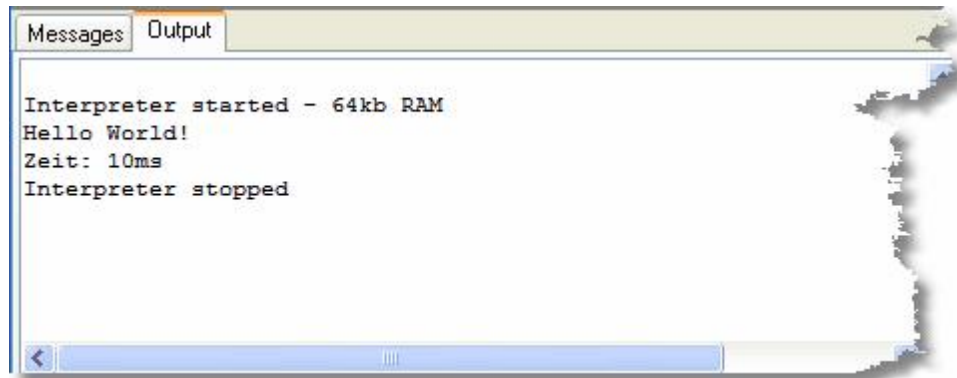 Messages Output
Interpreter started - 64kb RAM
Hello World!
Zeit: 10ms
Interpreter stopped